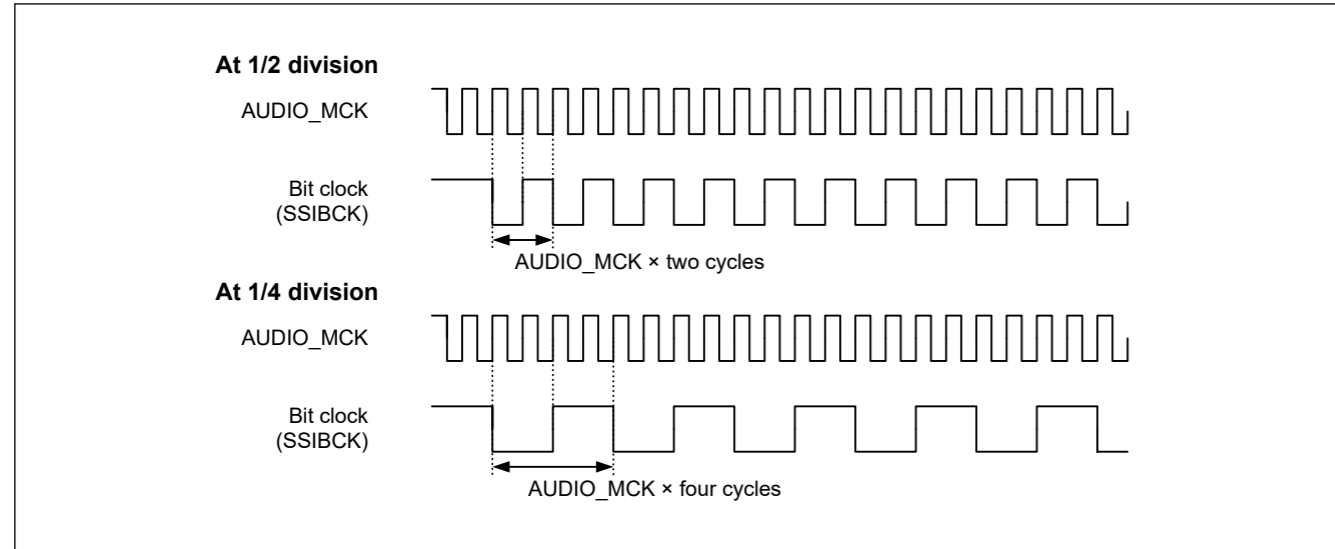 At 1/2 division
AUDIO_MCK
Bit clock
(SSIBCK)
AUDIO_MCK × two cycles
At 1/4 division
AUDIO_MCK
Bit clock
(SSIBCK)
AUDIO_MCK × four cycles